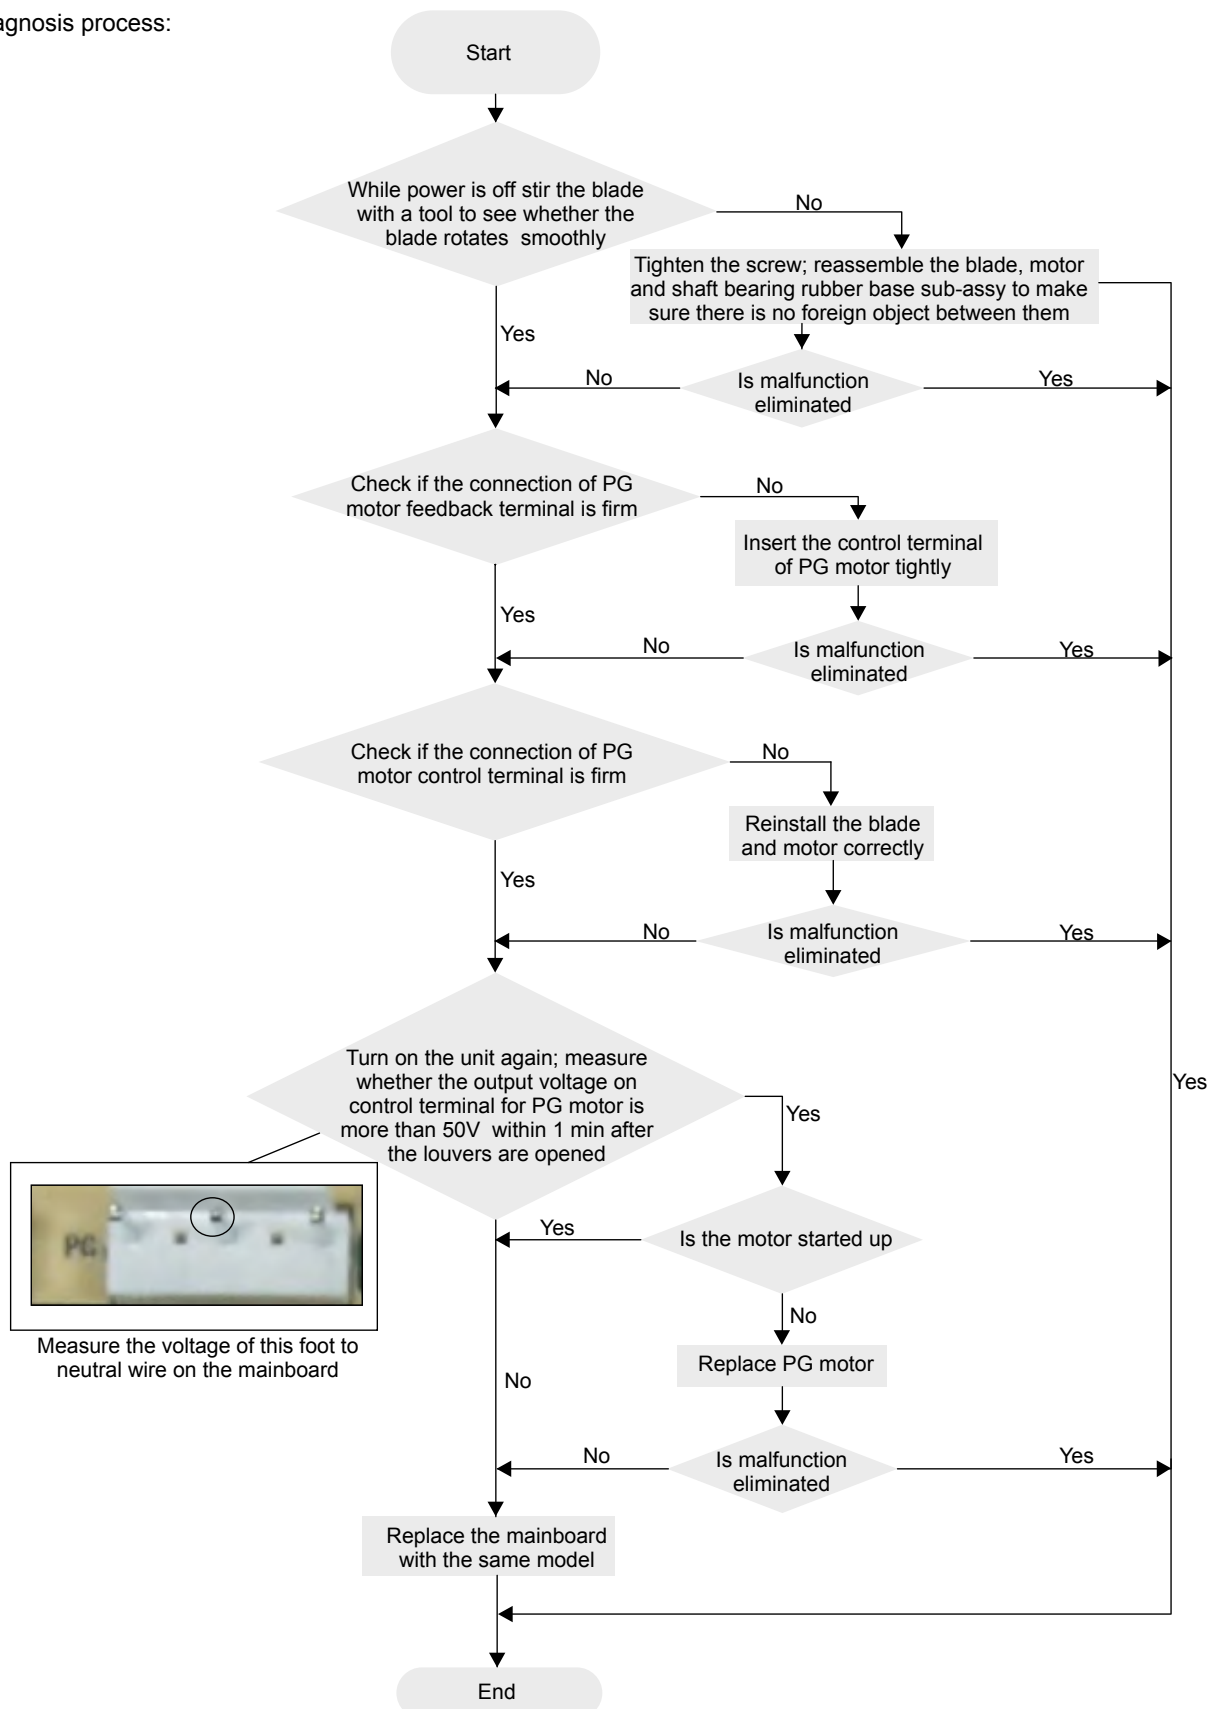 agnosis process:
Start
While power is off stir the blade
with a tool to see whether the
blade rotates smoothly
No
Tighten the screw; reassemble the blade, motor
and shaft bearing rubber base sub-assy to make
sure there is no foreign object between them
Yes
No
Is malfunction
eliminated
Yes
Check if the connection of PG
motor feedback terminal is firm
No
Insert the control terminal
of PG motor tightly
Yes
No
Is malfunction
eliminated
Yes
Check if the connection of PG
motor control terminal is firm
No
Reinstall the blade
and motor correctly
Yes
No
Is malfunction
eliminated
Yes
Turn on the unit again; measure
whether the output voltage on
control terminal for PG motor is
more than 50V within 1 min after
the louvers are opened
Yes
Yes
PG
Measure the voltage of this foot to
neutral wire on the mainboard
Yes
Is the motor started up
No
Replace PG motor
No
No
Is malfunction
eliminated
Yes
Replace the mainboard
with the same model
End